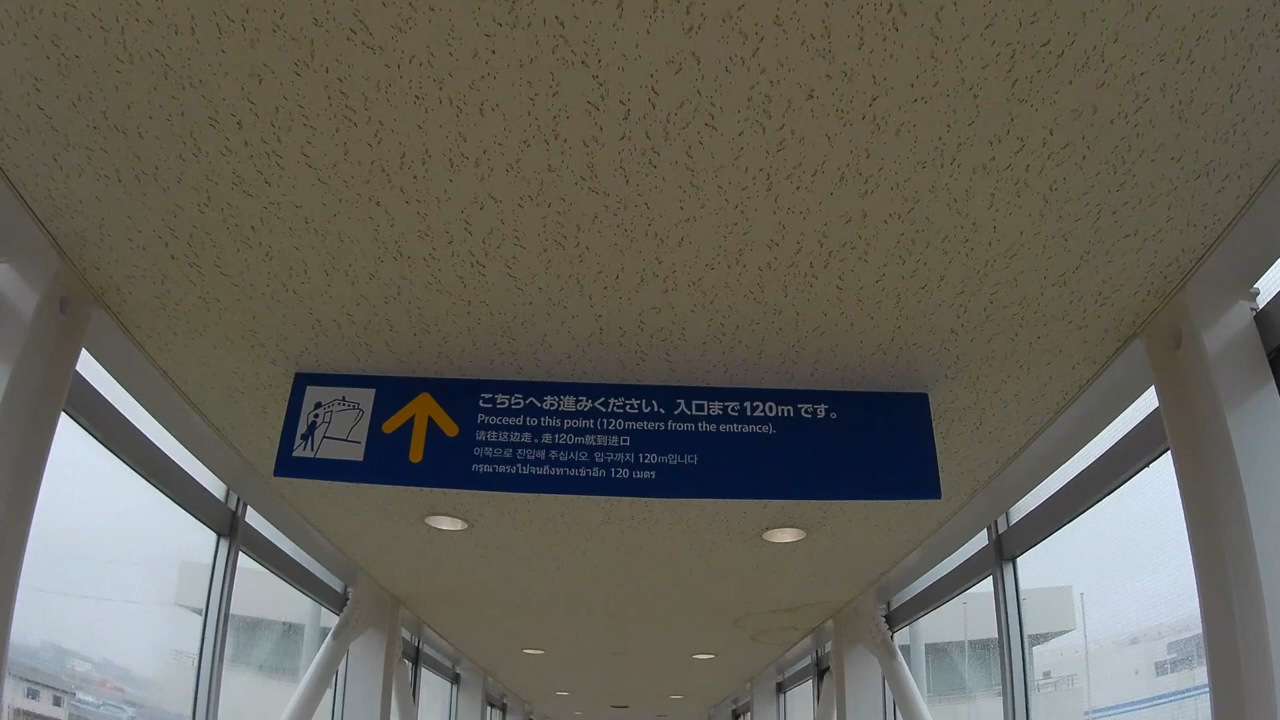 こちらへお進みください、入口まで120mです。
Proceed to this point (120meters from the entrance).
请往这边走。走120m就到进口
이쪽으로 진입해 주십시오. 입구까지 120m입니다
กรุณาตรงไปจนถึงทางเข้าอีก 120 เมตร